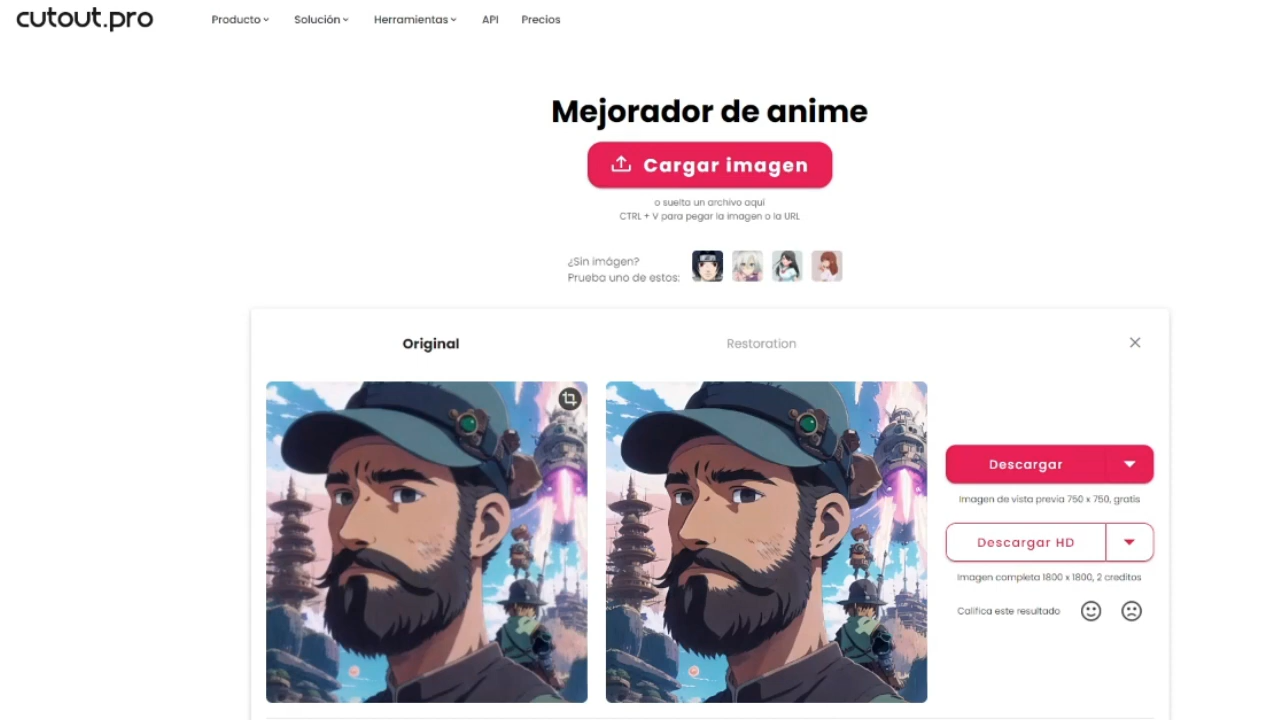 cutout.pro
Producto
Solución
Herramientas
API
Precios
Mejorador de anime
Cargar imagen
o suelta un archivo aquí
CTRL + V para pegar la imagen o la URL
¿Sin imágen?
Prueba uno de estos:
Original
Restoration
Descargar
Imagen de vista previa 750 x 750, gratis
Descargar HD
Imagen completa 1800 x 1800, 2 creditos
Califica este resultado